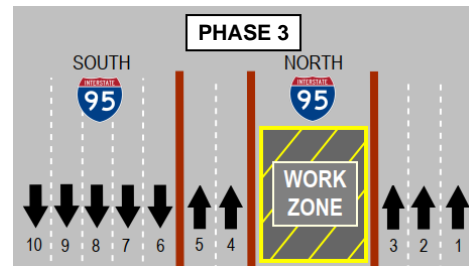 PHASE 3
SOUTH
NORTH
INTERSTATE
95
INTERSTATE
95
WORK
ZONE
10 9 8 7 6 5 4 3 2 1